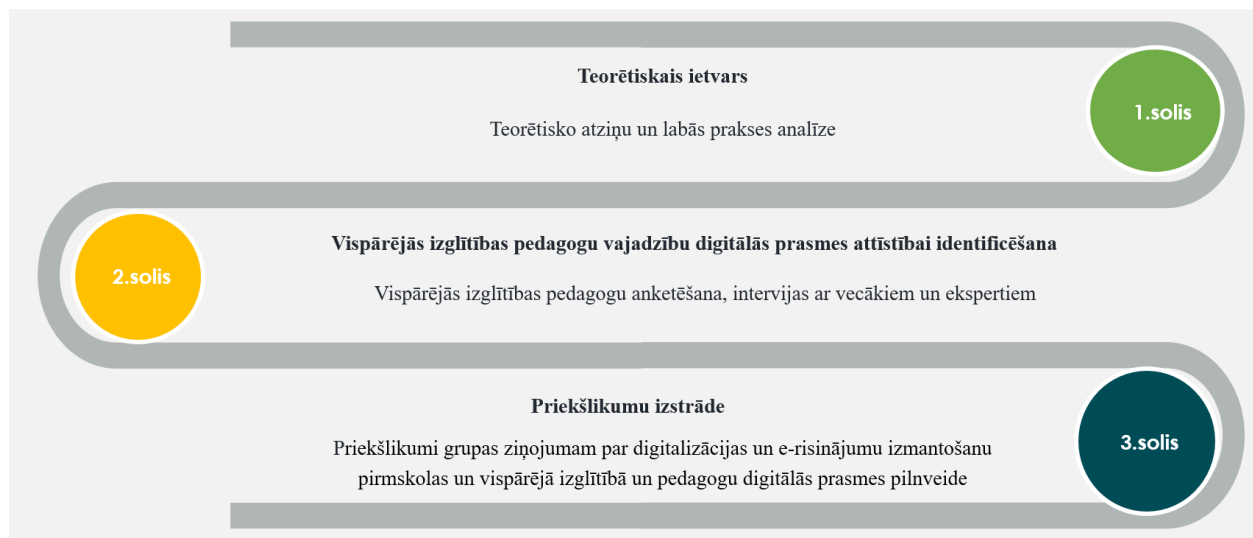 Teorētiskais ietvars
Teorētisko atziņu un labās prakses analīze
1.solis
Vispārējās izglītības pedagogu vajadzību digitālās prasmes attīstībai identificēšana
2.solis
Vispārējās izglītības pedagogu anketēšana, intervijas ar vecākiem un ekspertiem
Priekšlikumu izstrāde
3.solis
Priekšlikumi grupas ziņojumam par digitalizācijas un e-risinājumu izmantošanu
pirmskolas un vispārējā izglītībā un pedagogu digitālās prasmes pilnveide